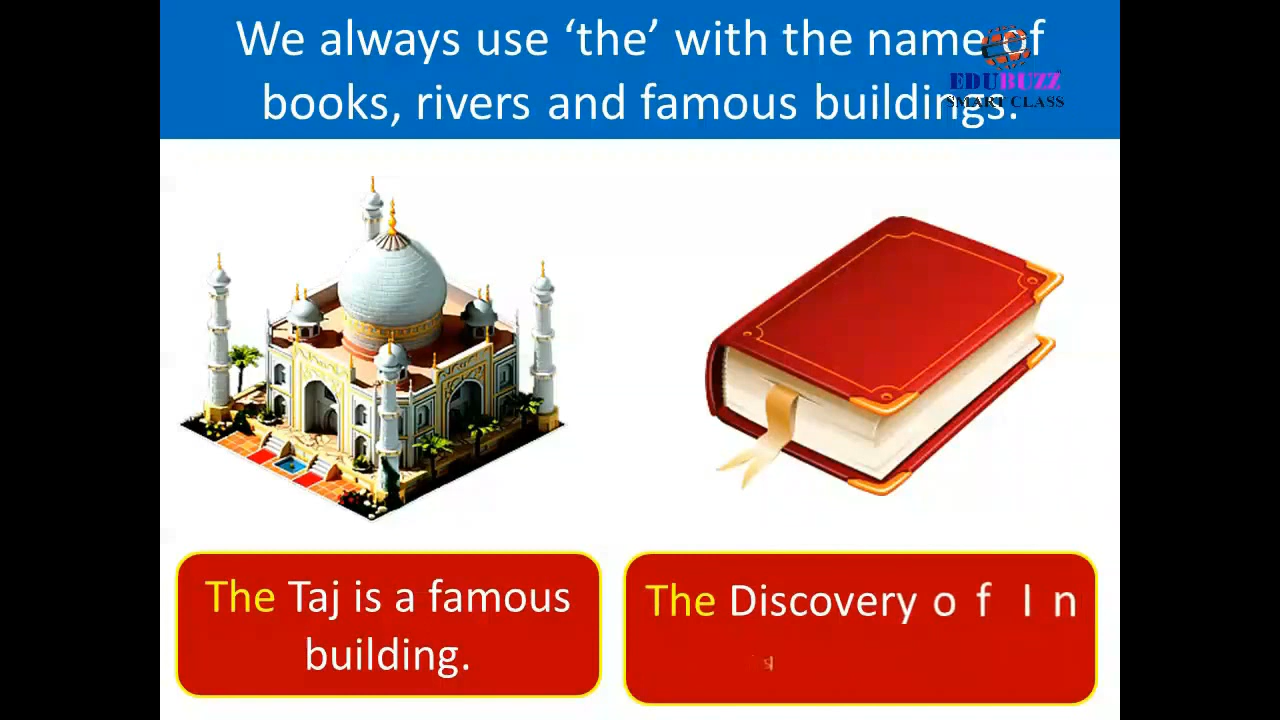 We always use ‘the’ with the name of
books, rivers and famous buildings.
EDUBUZZ
SMART CLASS
The Taj is a famous
building.
The Discovery o f I n